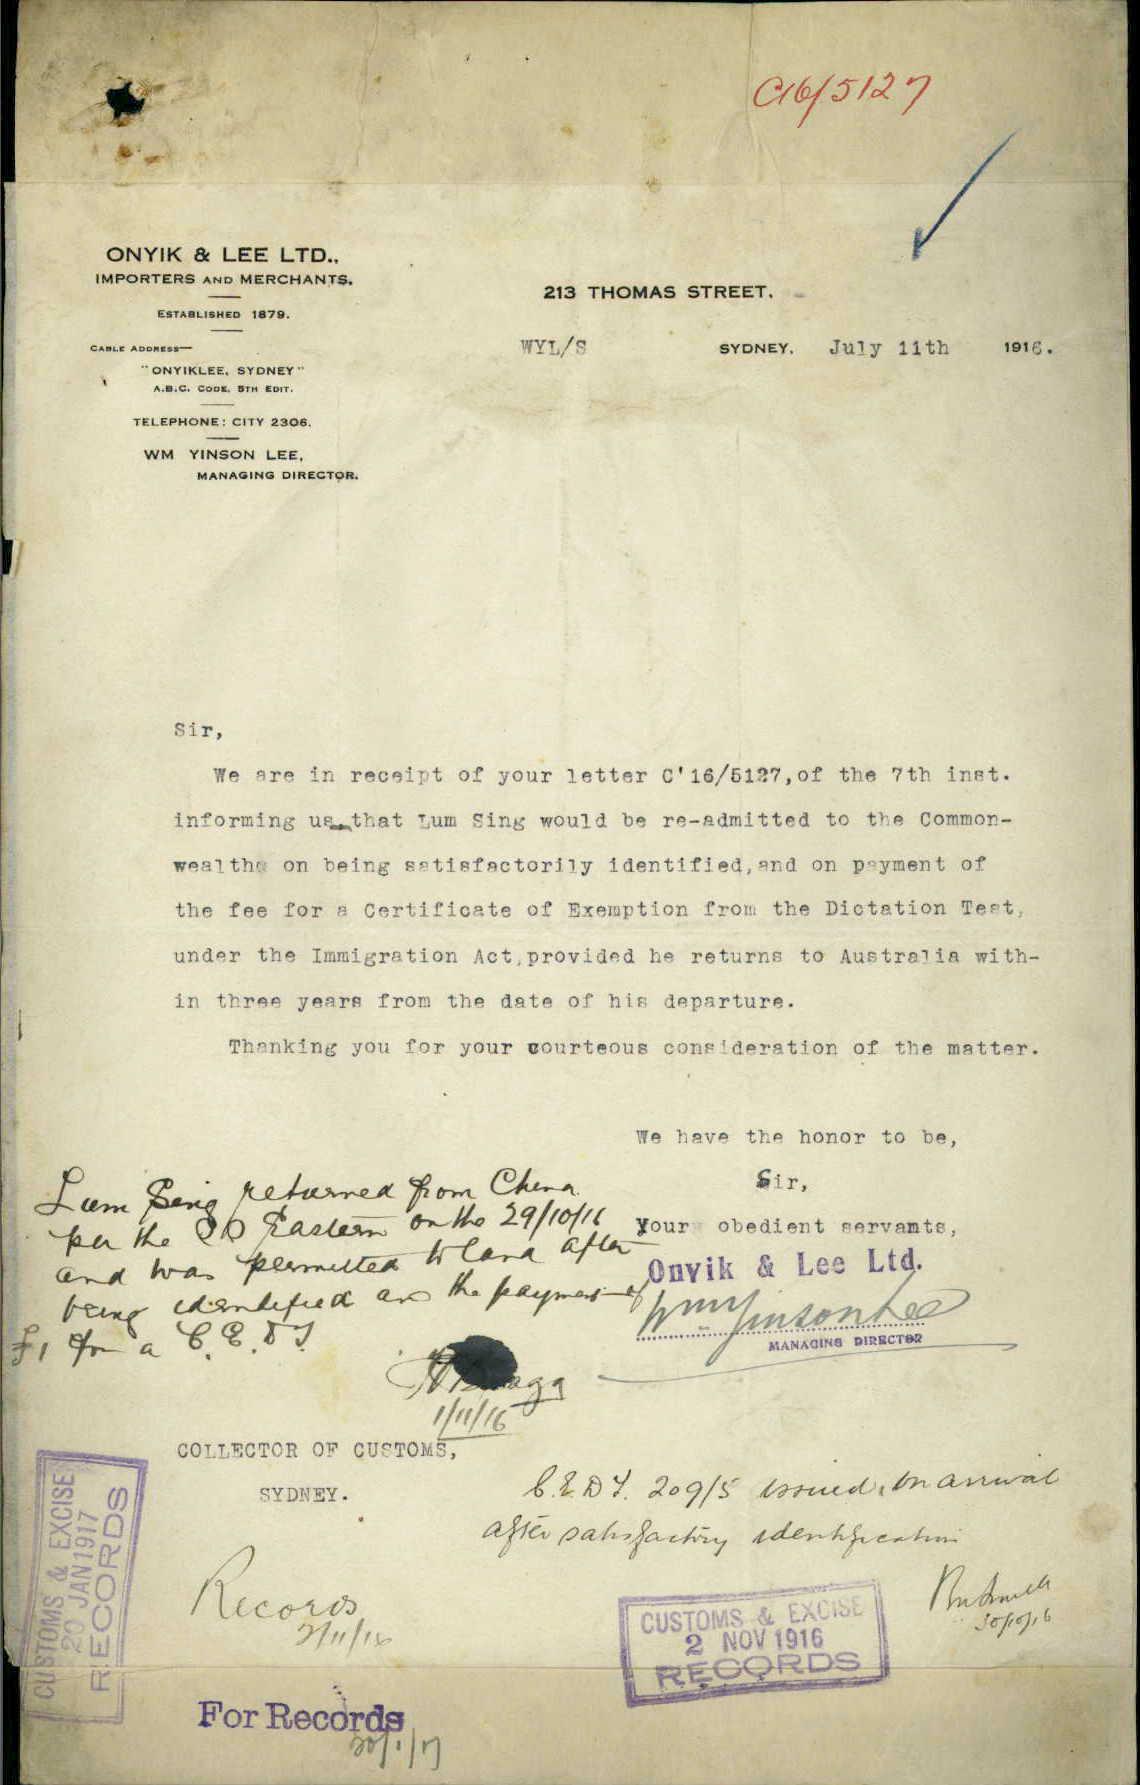 C16/5127
ONYIK & LEE LTD.,
IMPORTERS AND MERCHANTS.
ESTABLISHED 1879.
CABLE ADDRESS—
"ONYIKLEE, SYDNEY"
A.B.C. CODE, 5TH EDIT.
TELEPHONE: CITY 2306.
WM YINSON LEE,
MANAGING DIRECTOR.
213 THOMAS STREET.
WYL/S SYDNEY, July 11th 1916.
Sir,
We are in receipt of your letter C'16/5127,of the 7th inst.
informing us that Lum Sing would be re-admitted to the Common-
wealth on being satisfactorily identified,and on payment of
the fee for a Certificate of Exemption from the Dictation Test,
under the Immigration Act,provided he returns to Australia with-
in three years from the date of his departure.
Thanking you for your courteous consideration of the matter.
We have the honor to be,
Sir,
Your obedient servants,
Onyik & Lee Ltd.
Wm Yinson Lee
MANAGING DIRECTOR
Lum Sing returned from China
per the SS Eastern on the 29/10/16
and was permitted to land after
being identified and the payment of
£1 for a C.E.D.T
1/11/16
COLLECTOR OF CUSTOMS,
SYDNEY.
C.E.D.T. 209/5 issued, on arrival
after satisfactory identification
30/10/16
Records
2/11/16
CUSTOMS & EXCISE
2 NOV 1916
RECORDS
CUSTOMS & EXCISE
20 JAN 1917
RECORDS
For Records
20/1/17